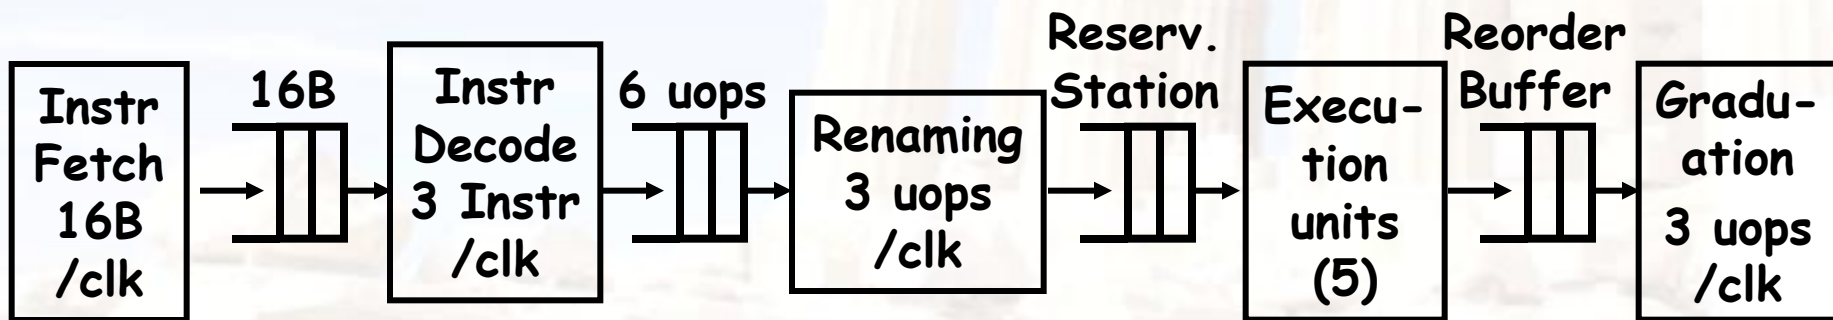 Instr
Fetch
16B
/clk
16B
Instr
Decode
3 Instr
/clk
6 uops
Renaming
3 uops
/clk
Reserv.
Station
Execu-
tion
units
(5)
Reorder
Buffer
Gradu-
ation
3 uops
/clk